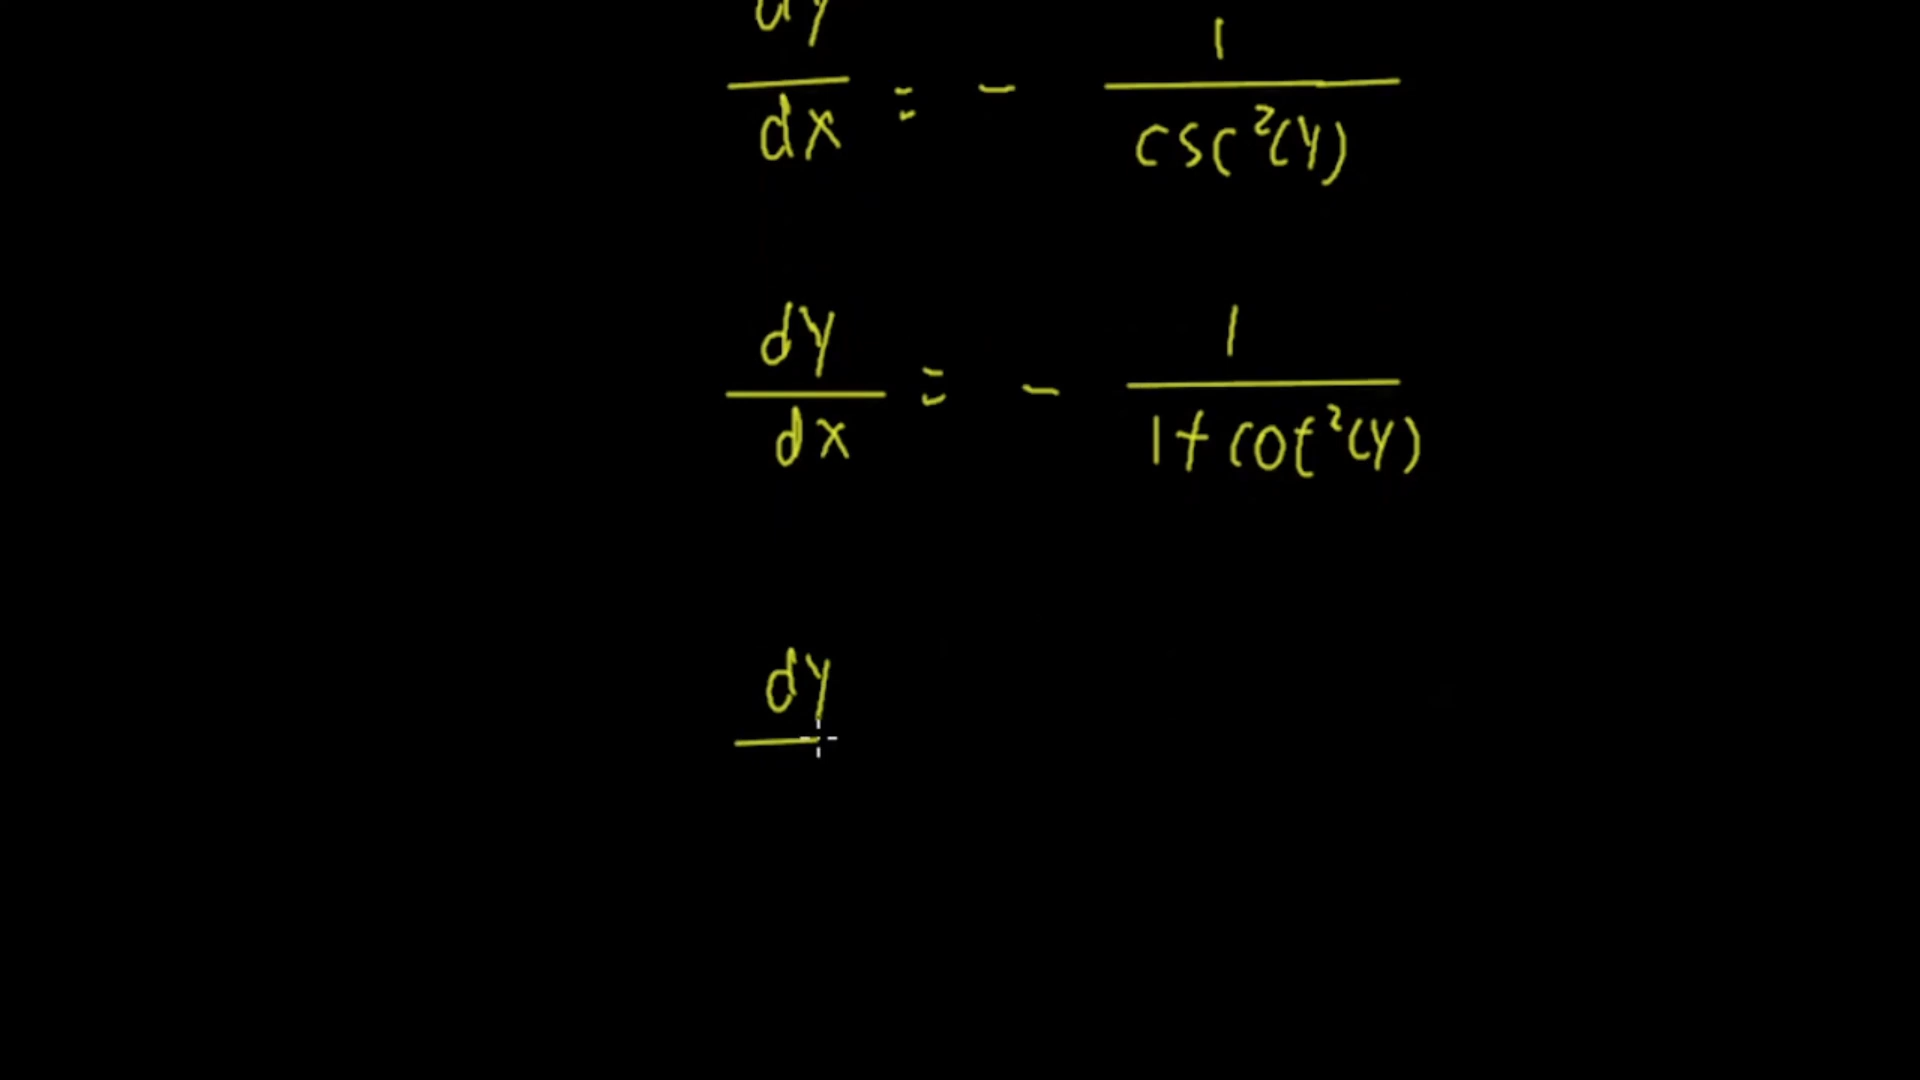 dy/dx = - 1/csc²(y)
dy/dx = - 1/1+cot²(y)
dy